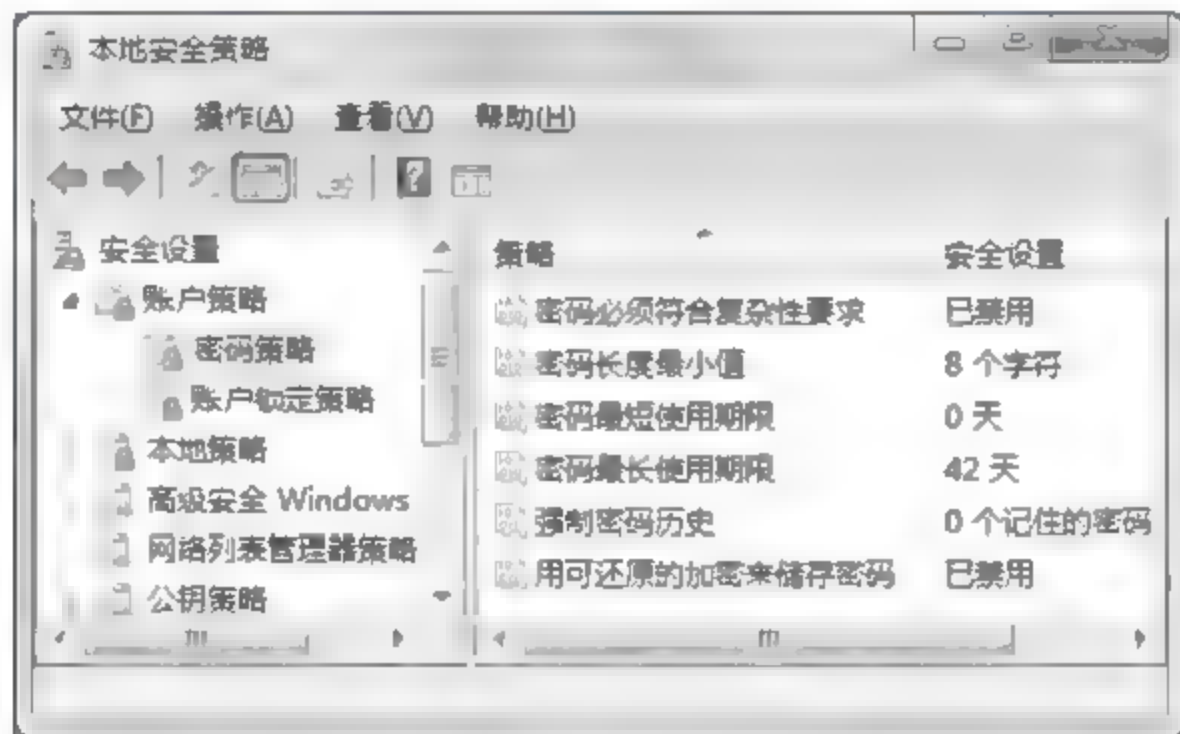 本地安全策略
文件(F) 操作(A) 查看(V) 帮助(H)
安全设置
账户策略
密码策略
账户锁定策略
本地策略
高级安全 Windows
网络列表管理器策略
公钥策略
策略 安全设置
密码必须符合复杂性要求 已禁用
密码长度最小值 8 个字符
密码最短使用期限 0 天
密码最长使用期限 42 天
强制密码历史 0 个记住的密码
用可还原的加密来储存密码 已禁用